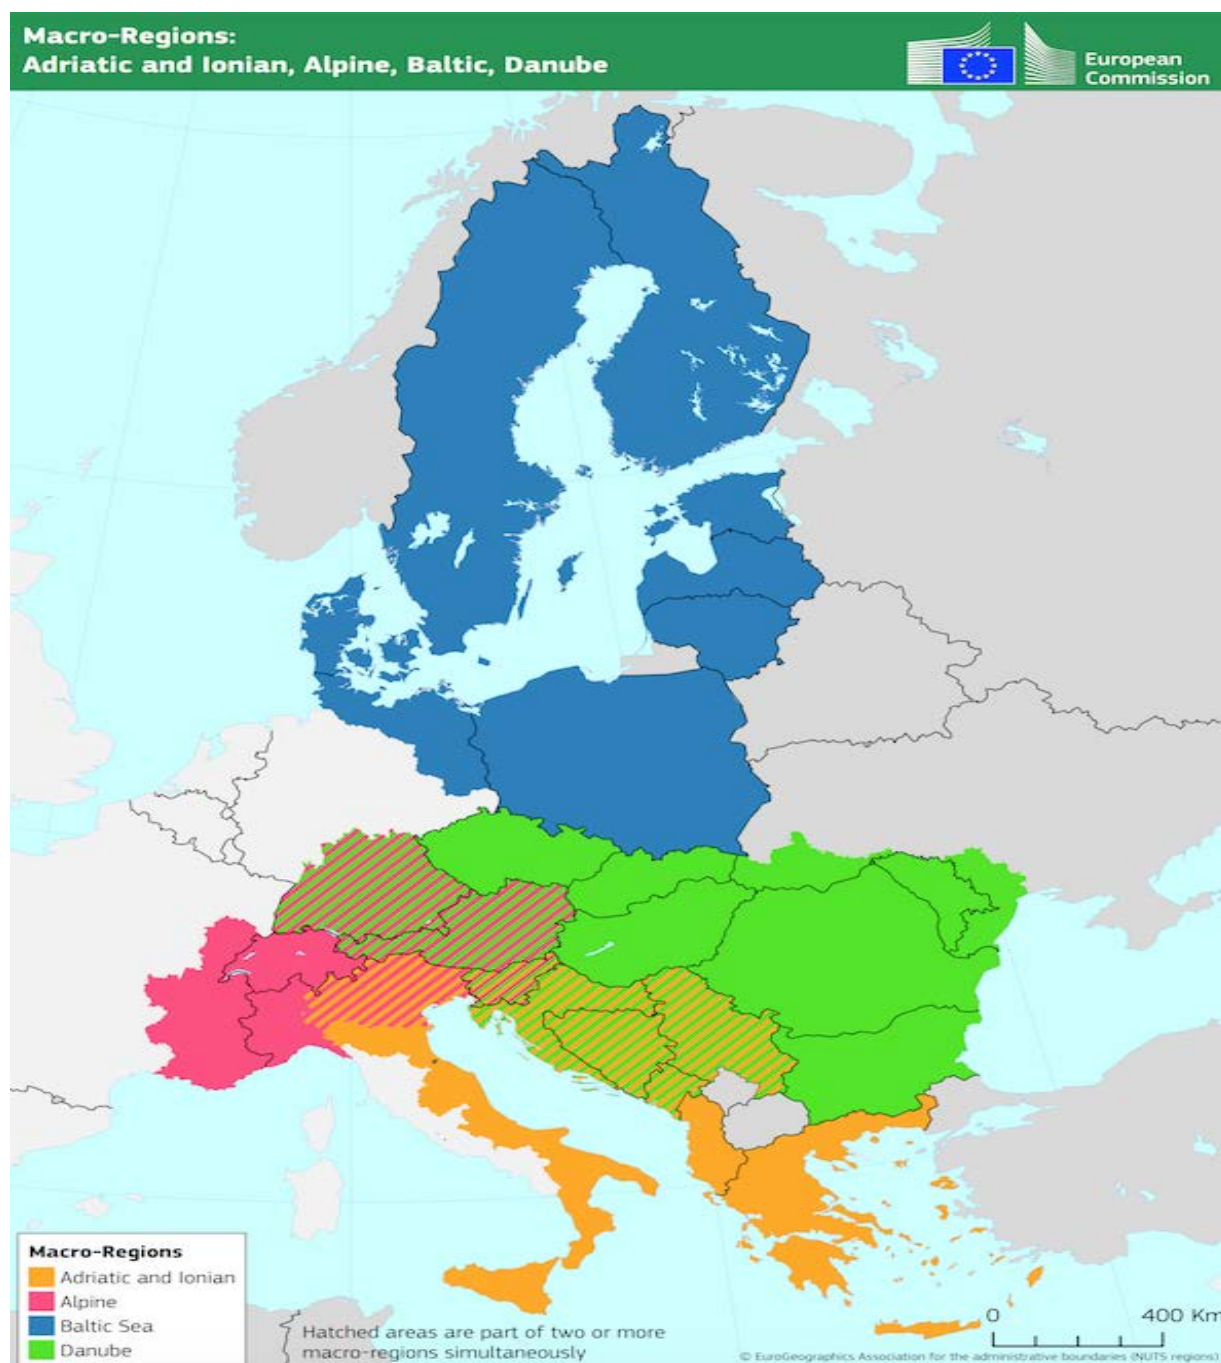 Macro-Regions:
Adriatic and Ionian, Alpine, Baltic, Danube
European
Commission
Macro-Regions
Adriatic and Ionian
Alpine
Baltic Sea
Danube
Hatched areas are part of two or more
macro-regions simultaneously
0 400 Km
© EuroGeographics Association for the administrative boundaries (NUTS regions)